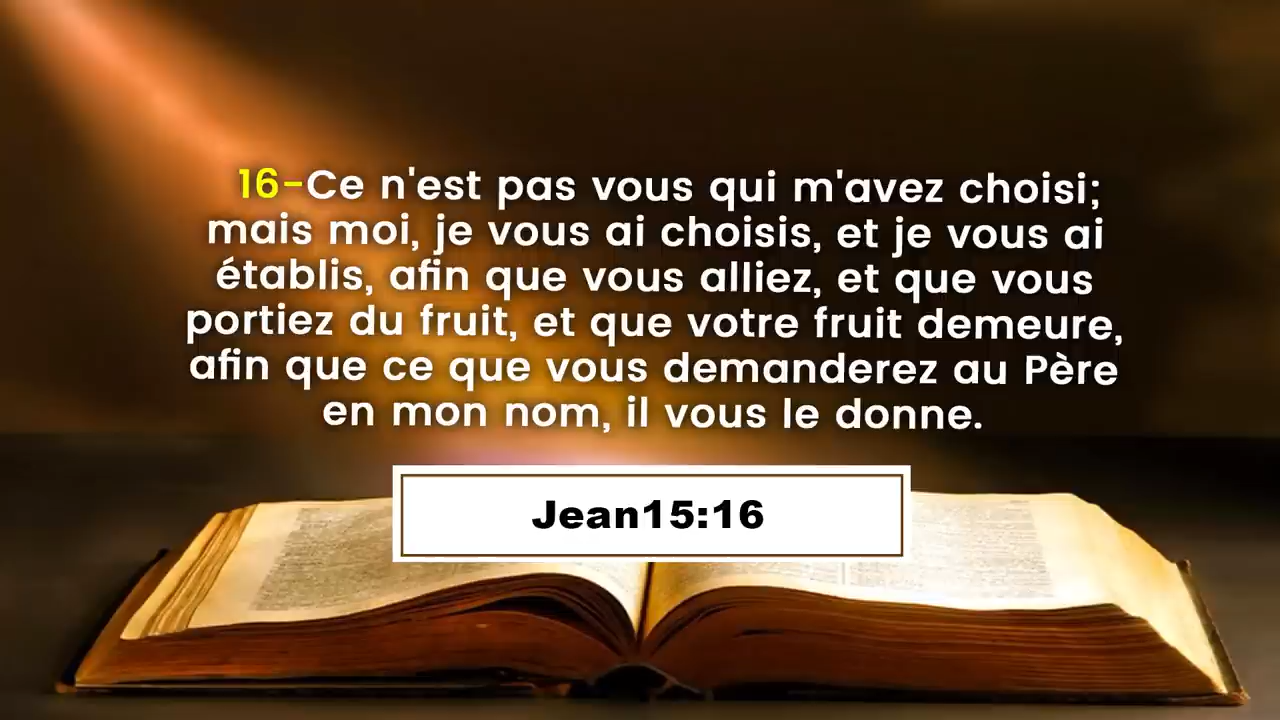 16-Ce n'est pas vous qui m'avez choisi;
mais moi, je vous ai choisis, et je vous ai
établis, afin que vous alliez, et que vous
portiez du fruit, et que votre fruit demeure,
afin que ce que vous demanderez au Père
en mon nom, il vous le donne.
Jean15:16